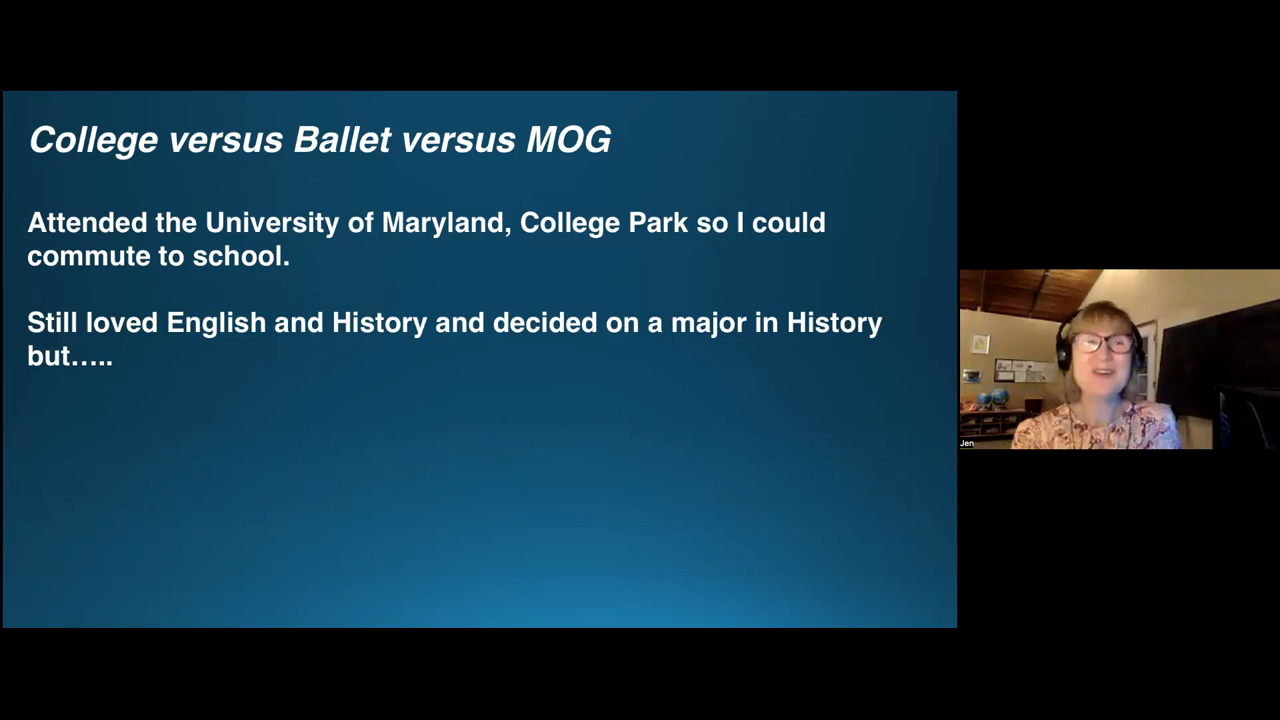 College versus Ballet versus MOG
Attended the University of Maryland, College Park so I could
commute to school.
Still loved English and History and decided on a major in History
but…..
Jen